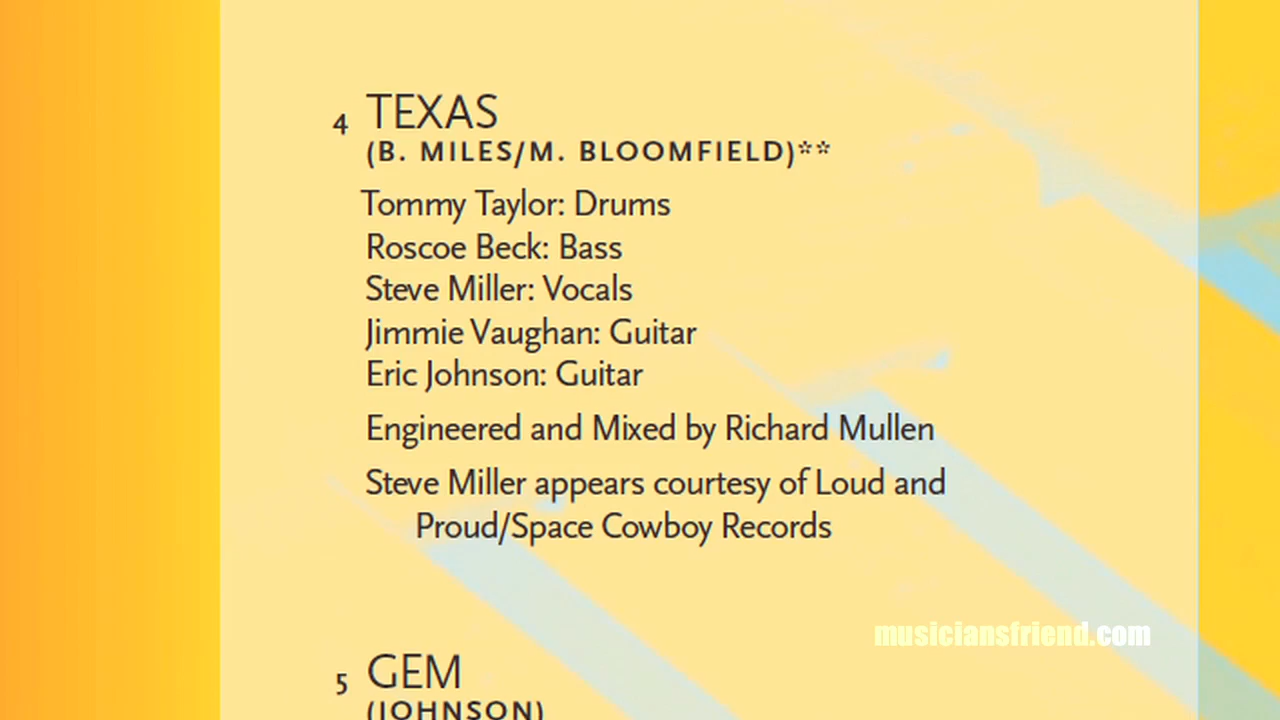 4 TEXAS
(B. MILES/M. BLOOMFIELD)**
Tommy Taylor: Drums
Roscoe Beck: Bass
Steve Miller: Vocals
Jimmie Vaughan: Guitar
Eric Johnson: Guitar
Engineered and Mixed by Richard Mullen
Steve Miller appears courtesy of Loud and
Proud/Space Cowboy Records
musiciansfriend.com
5 GEM
(JOHNSON)